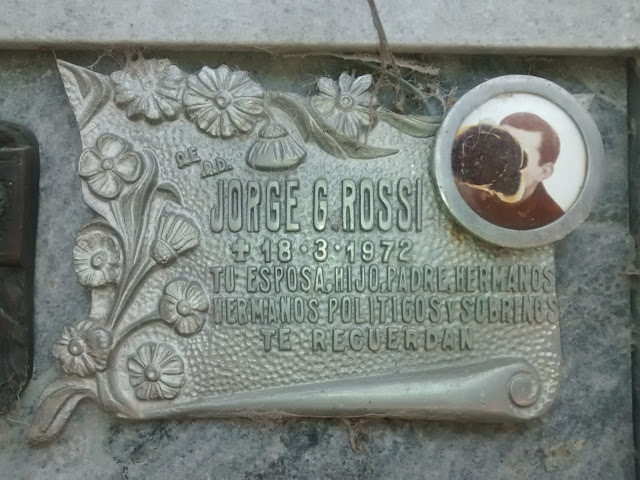 Q.E.
P.D.
JORGE G. ROSSI
✝ 18·3·1972
TU ESPOSA, HIJO, PADRE, HERMANOS
HERMANOS POLITICOS Y SOBRINOS
TE RECUERDAN